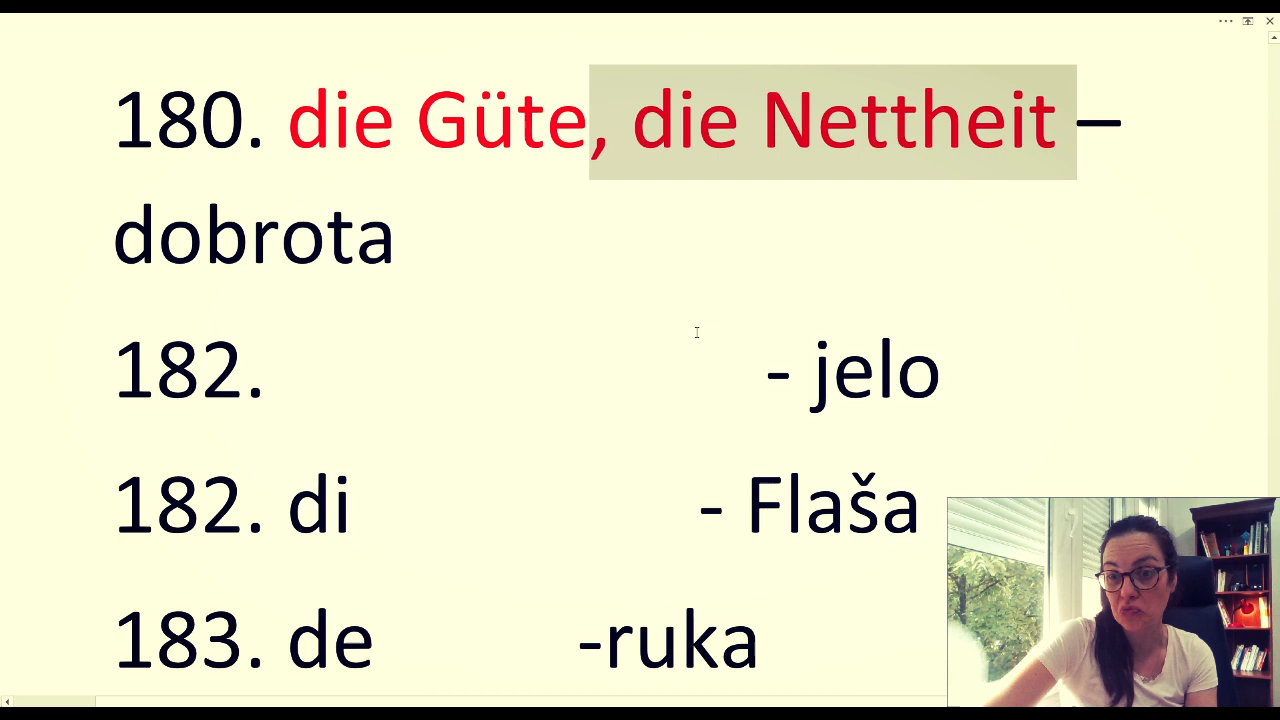 180. die Güte, die Nettheit –
dobrota
182. - jelo
182. di - Flaša
183. de -ruka